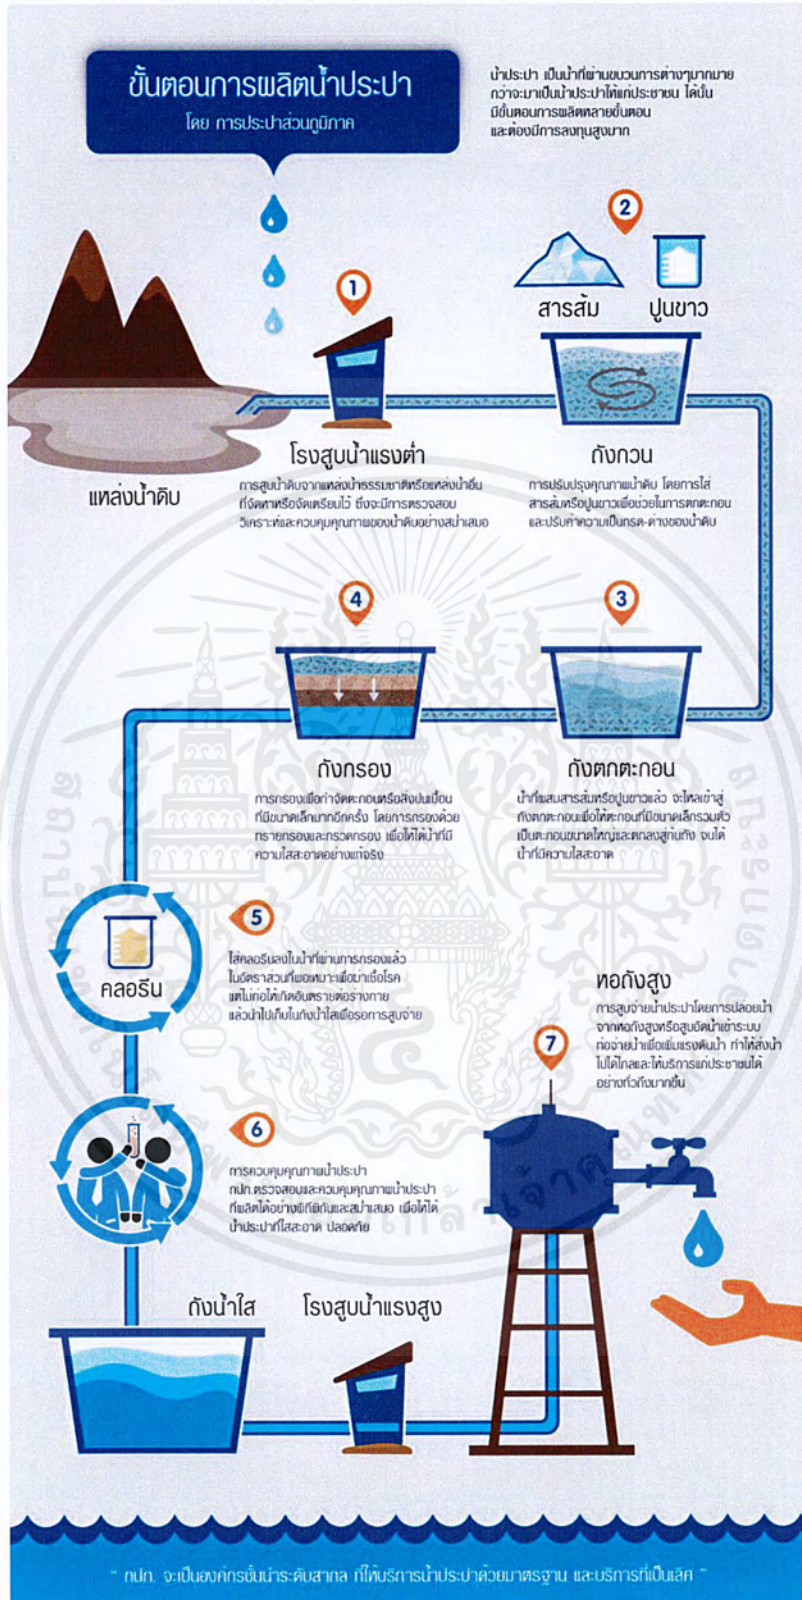 ขั้นตอนการผลิตน้ำประปา
โดย การประปาส่วนภูมิภาค
น้ำประปา เป็นน้ำที่ผ่านขบวนการต่างๆมากมาย
กว่าจะมาเป็นน้ำประปาให้แก่ประชาชน ได้นั้น
มีขั้นตอนการผลิตหลายขั้นตอน
และต้องมีการลงทุนสูงมาก
1
2
สารส้ม
ปูนขาว
แหล่งน้ำดิบ
โรงสูบน้ำแรงต่ำ
การสูบน้ำดิบจากแหล่งน้ำธรรมชาติหรือแหล่งน้ำอื่น
ที่จัดหาหรือจัดเตรียมไว้ ซึ่งจะมีการตรวจสอบ
วิเคราะห์และควบคุมคุณภาพของน้ำดิบอย่างสม่ำเสมอ
ถังกวน
การปรับปรุงคุณภาพน้ำดิบ โดยการใส่
สารส้มหรือปูนขาวเพื่อช่วยในการตกตะกอน
และปรับค่าความเป็นกรด-ด่างของน้ำดิบ
4
3
ถังกรอง
การกรองเพื่อกำจัดตะกอนหรือสิ่งปนเปื้อน
ที่มีขนาดเล็กมากอีกครั้ง โดยการกรองด้วย
ทรายกรองและกรวดกรอง เพื่อให้ได้น้ำที่มี
ความใสสะอาดอย่างแท้จริง
ถังตกตะกอน
น้ำที่ผสมสารส้มหรือปูนขาวแล้ว จะไหลเข้าสู่
ถังตกตะกอนเพื่อให้ตะกอนที่มีขนาดเล็กรวมตัว
เป็นตะกอนขนาดใหญ่และตกลงสู่ก้นถัง จนได้
น้ำที่มีความใสสะอาด
คลอรีน
5
ใส่คลอรีนลงในน้ำที่ผ่านการกรองแล้ว
ในอัตราส่วนที่พอเหมาะเพื่อฆ่าเชื้อโรค
แต่ไม่ก่อให้เกิดอันตรายต่อร่างกาย
แล้วนำไปเก็บในถังน้ำใสเพื่อรอการสูบจ่าย
หอถังสูง
การสูบจ่ายน้ำประปาโดยการปล่อยน้ำ
จากหอถังสูงหรือสูบอัดน้ำเข้าระบบ
ท่อจ่ายน้ำเพื่อเพิ่มแรงดันน้ำ ทำให้ส่งน้ำ
ไปได้ไกลและให้บริการแก่ประชาชนได้
อย่างทั่วถึงมากขึ้น
7
6
การควบคุมคุณภาพน้ำประปา
กปภ.ตรวจสอบและควบคุมคุณภาพน้ำประปา
ที่ผลิตได้อย่างพิถีพิถันและสม่ำเสมอ เพื่อให้ได้
น้ำประปาที่ใสสะอาด ปลอดภัย
ถังน้ำใส
โรงสูบน้ำแรงสูง
" กปภ. จะเป็นองค์กรชั้นนำระดับสากล ที่ให้บริการน้ำประปาด้วยมาตรฐาน และบริการที่เป็นเลิศ "